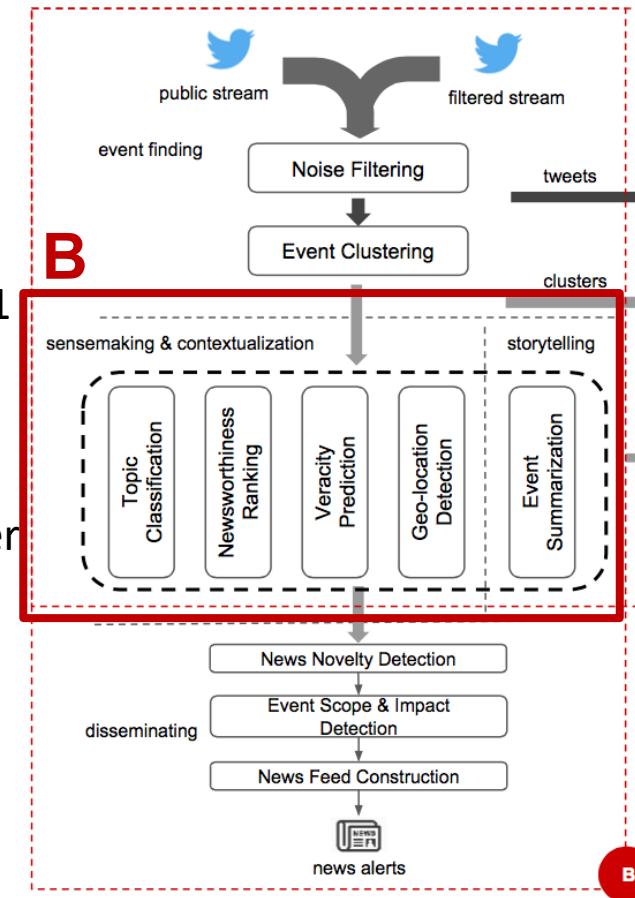 public stream
filtered stream
event finding
Noise Filtering
tweets
Event Clustering
B
clusters
1
sensemaking & contextualization
storytelling
Topic
Classification
Newsworthiness
Ranking
Veracity
Prediction
Geo-location
Detection
Event
Summarization
er
News Novelty Detection
Event Scope & Impact
Detection
disseminating
News Feed Construction
NEWS
news alerts
B